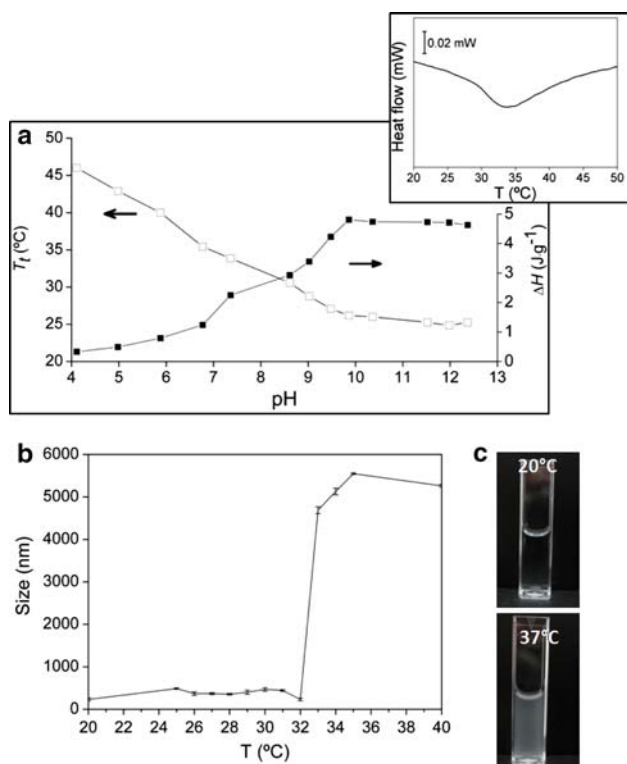 0.02 mW
Heat flow (mW)
20 25 30 35 40 45 50
T (ºC)
a
50
45
40
35
30
25
20
Tt (ºC)
5
4
3
2
1
0
ΔH (J·g-1)
4 5 6 7 8 9 10 11 12 13
pH
b
6000
5000
4000
3000
2000
1000
0
Size (nm)
20 22 24 26 28 30 32 34 36 38 40
T (ºC)
c
20°C
37°C